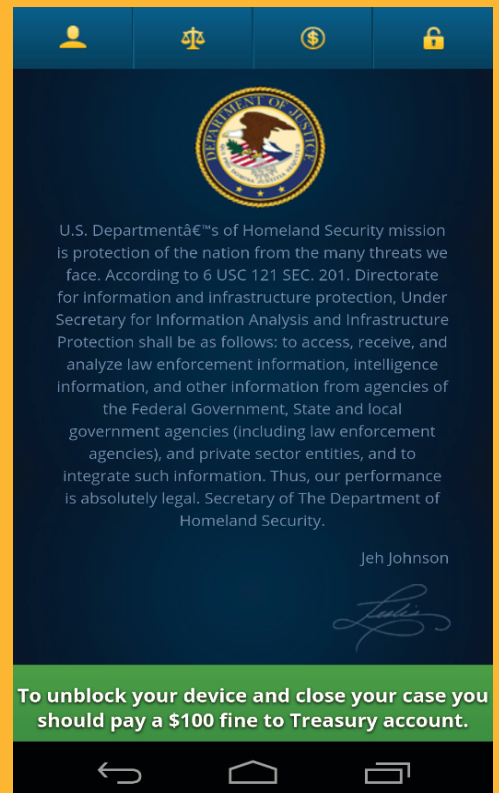 DEPARTMENT OF JUSTICE
U.S. Departmentâ€™s of Homeland Security mission
is protection of the nation from the many threats we
face. According to 6 USC 121 SEC. 201. Directorate
for information and infrastructure protection, Under
Secretary for Information Analysis and Infrastructure
Protection shall be as follows: to access, receive, and
analyze law enforcement information, intelligence
information, and other information from agencies of
the Federal Government, State and local
government agencies (including law enforcement
agencies), and private sector entities, and to
integrate such information. Thus, our performance
is absolutely legal. Secretary of The Department of
Homeland Security.
Jeh Johnson
To unblock your device and close your case you
should pay a $100 fine to Treasury account.